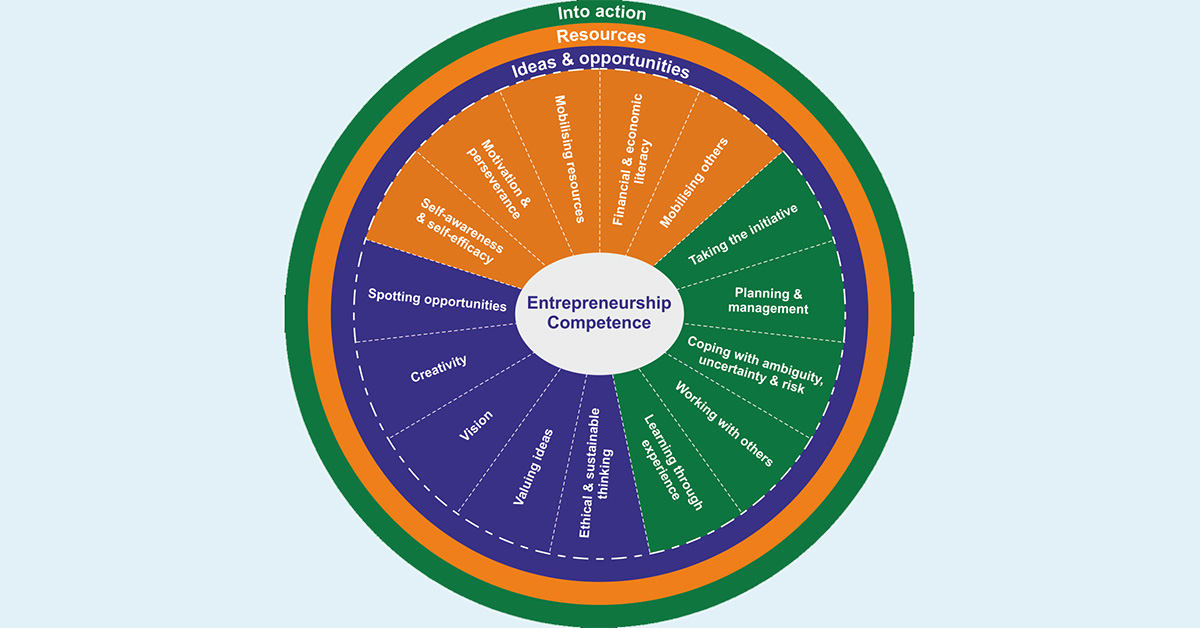 Into action
Resources
Ideas & opportunities
Mobilising resources
Financial & economic
literacy
Motivation &
perseverance
Mobilising others
Self-awareness
& self-efficacy
Taking the initiative
Spotting opportunities
Entrepreneurship
Competence
Planning &
management
Creativity
Coping with ambiguity,
uncertainty & risk
Vision
Working with others
Valuing ideas
Ethical & sustainable
thinking
Learning through
experience